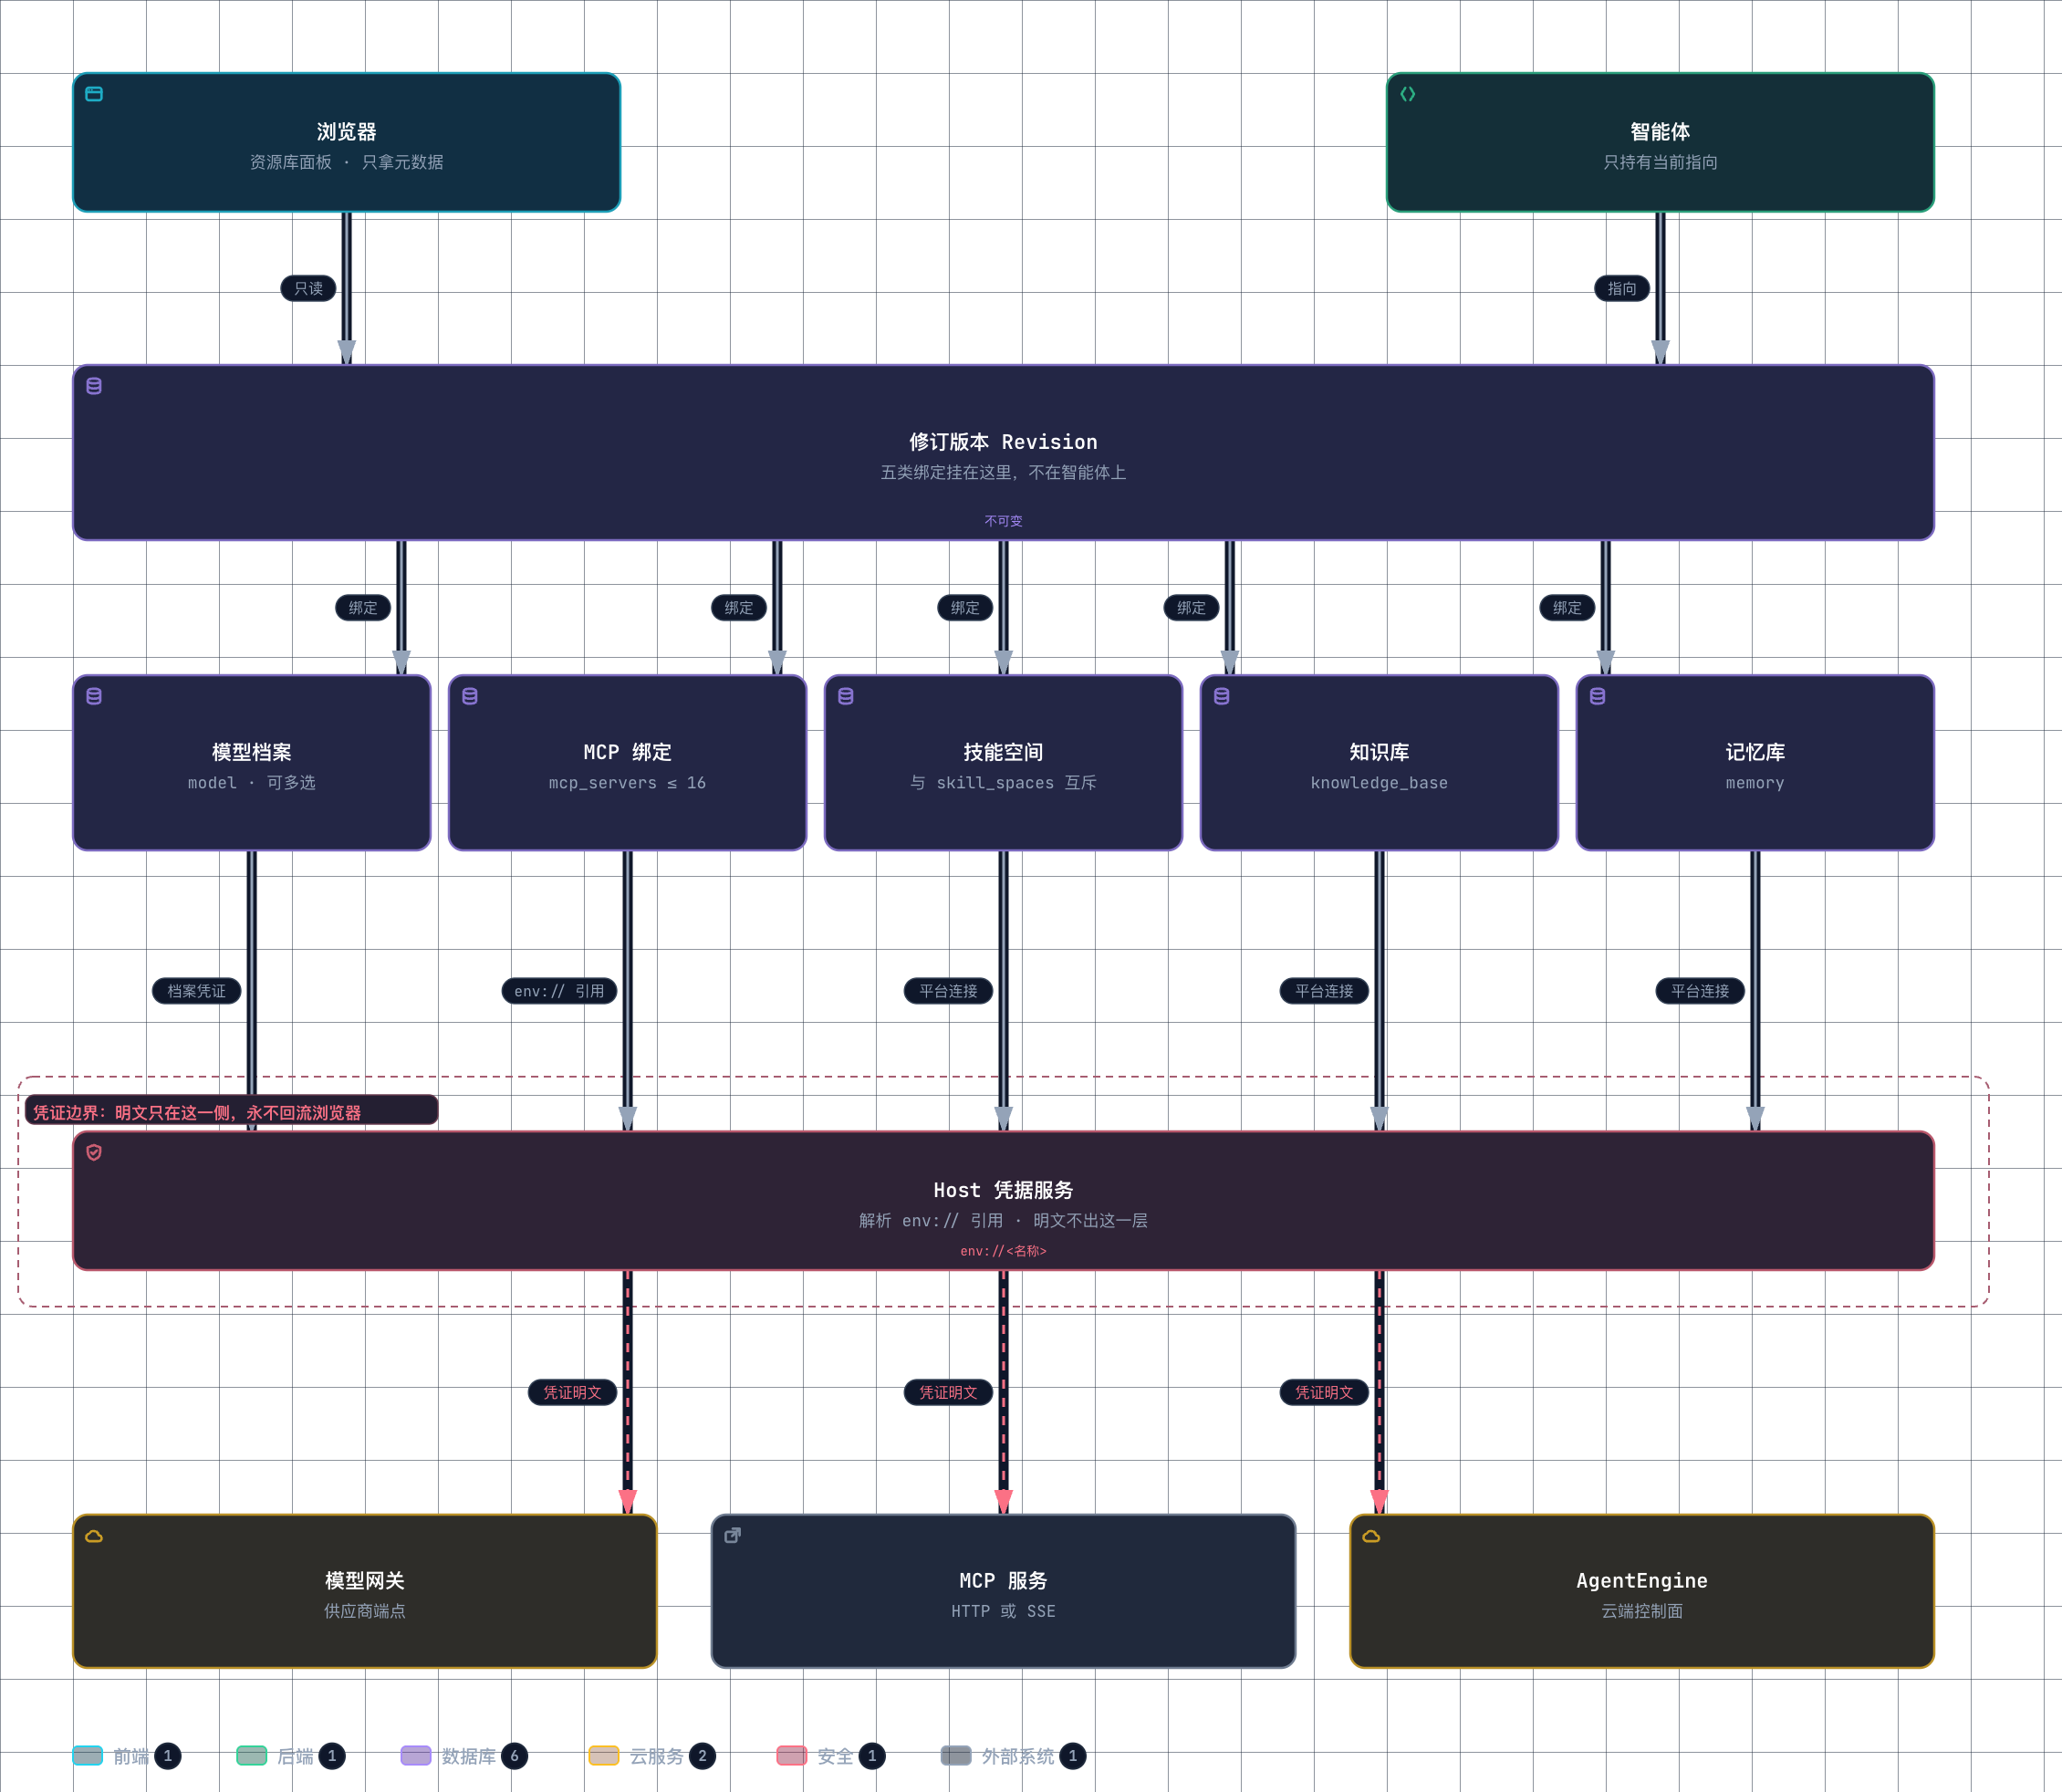 浏览器
资源库面板 · 只拿元数据
智能体
只持有当前指向
只读
指向
修订版本 Revision
五类绑定挂在这里，不在智能体上
不可变
绑定
绑定
绑定
绑定
绑定
模型档案
model · 可多选
MCP 绑定
mcp_servers ≤ 16
技能空间
与 skill_spaces 互斥
知识库
knowledge_base
记忆库
memory
档案凭证
env:// 引用
平台连接
平台连接
平台连接
凭证边界：明文只在这一侧，永不回流浏览器
Host 凭据服务
解析 env:// 引用 · 明文不出这一层
env://<名称>
凭证明文
凭证明文
凭证明文
模型网关
供应商端点
MCP 服务
HTTP 或 SSE
AgentEngine
云端控制面
前端 1
后端 1
数据库 6
云服务 2
安全 1
外部系统 1